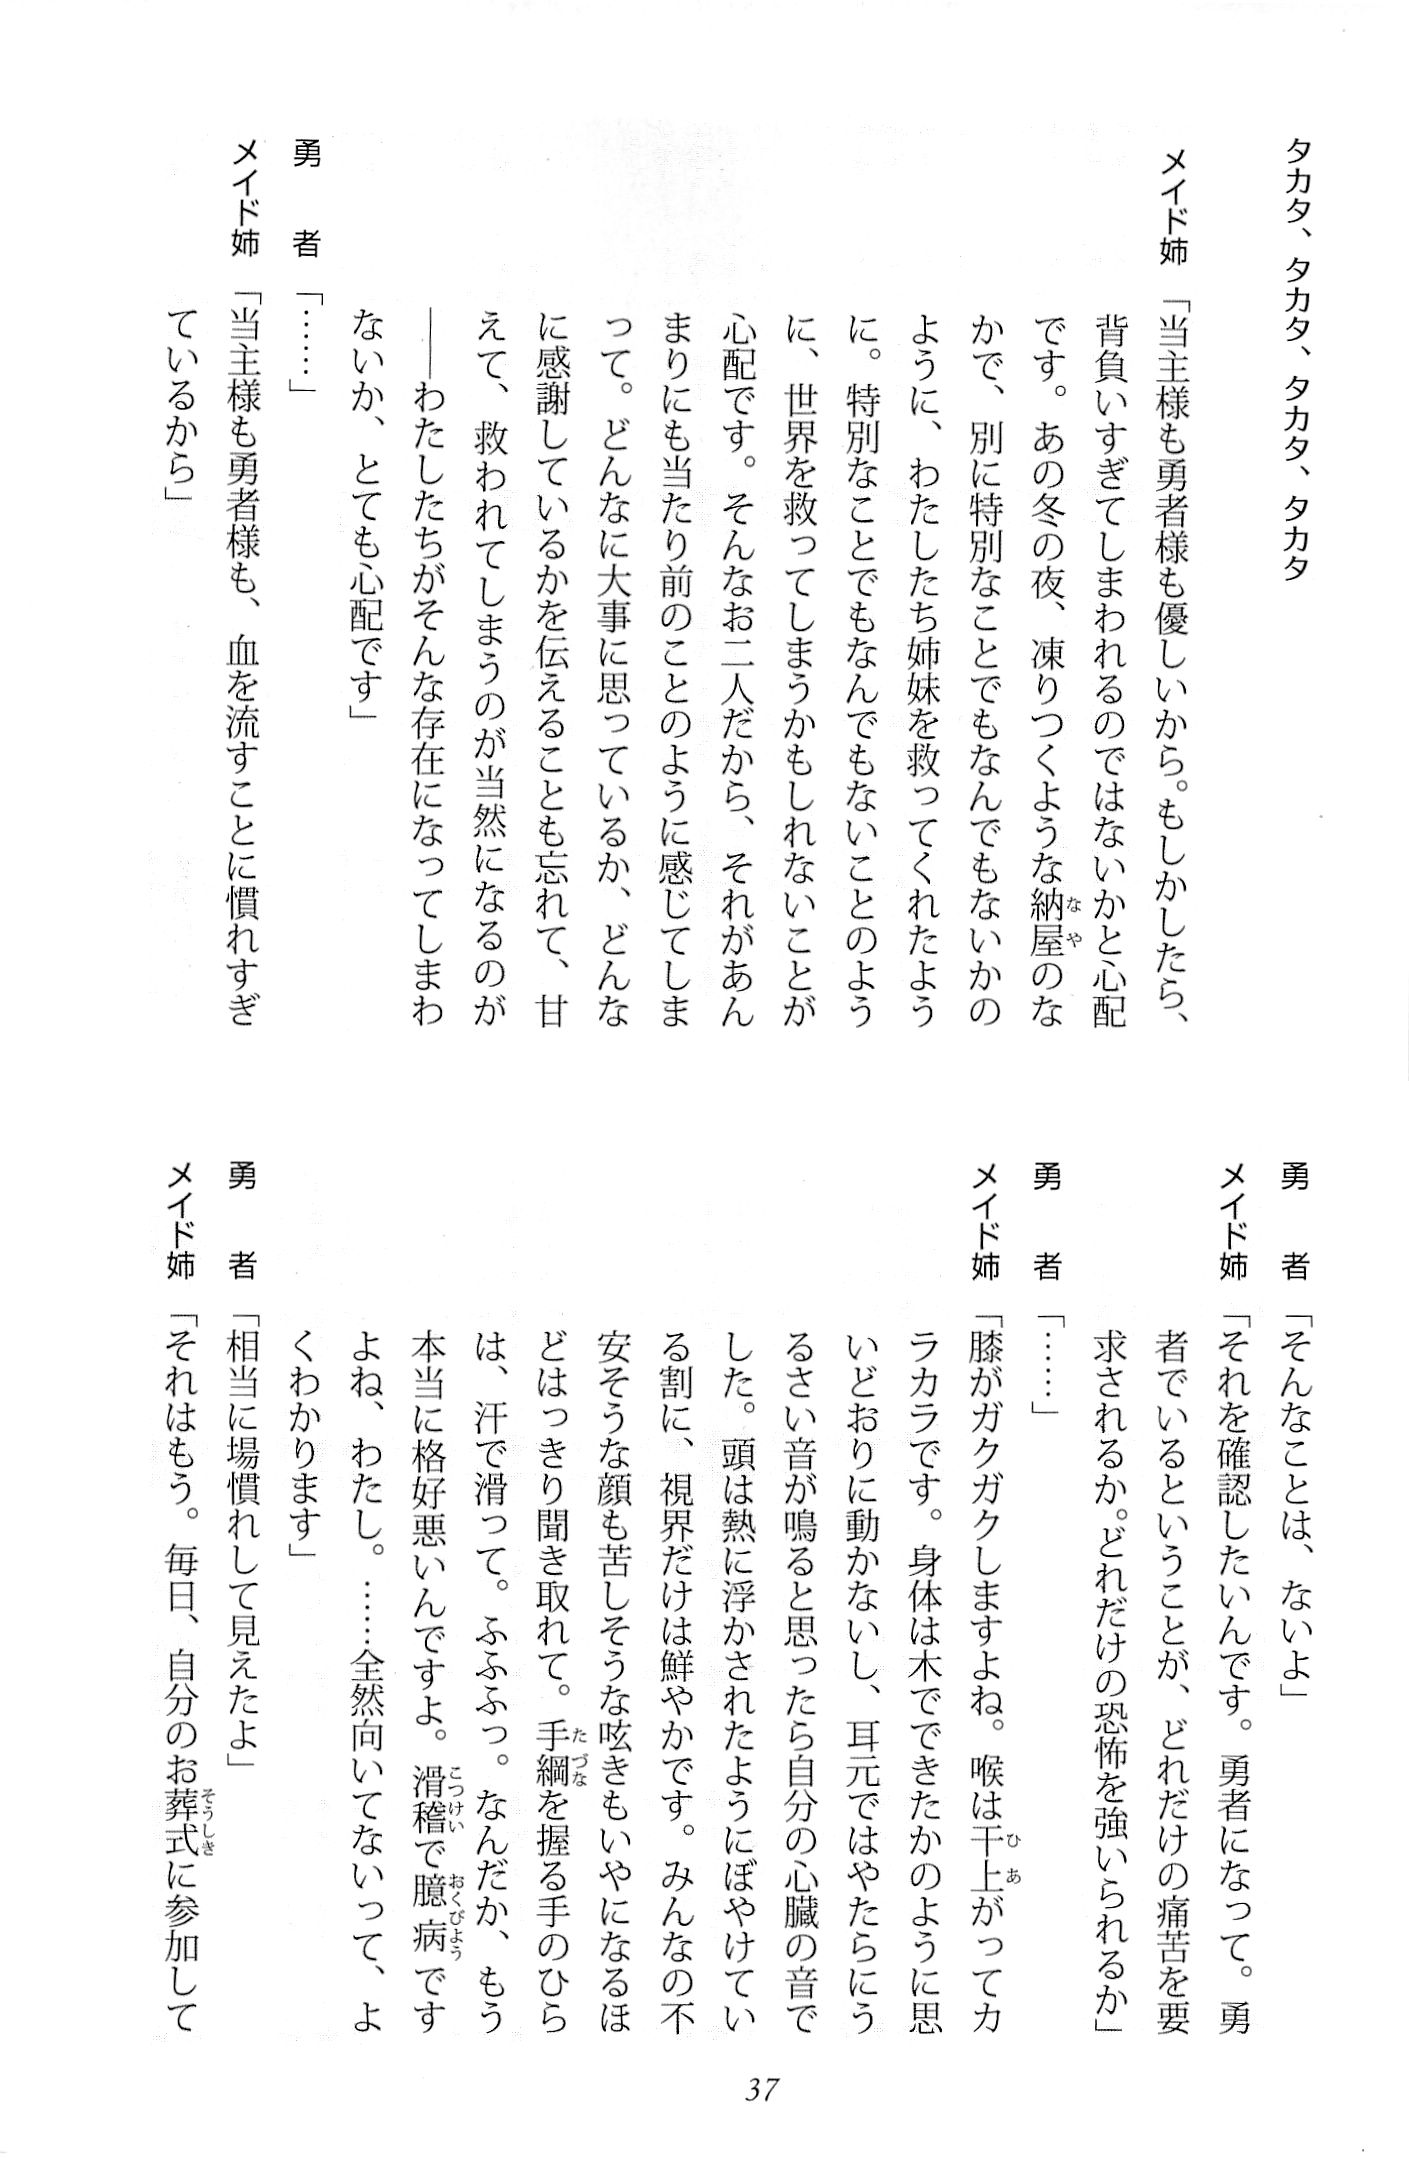 タカタ、タカタ、タカタ、タカタ
メイド姉「当主様も勇者様も優しいから。もしかしたら、
背負いすぎてしまわれるのではないかと心配
です。あの冬の夜、凍りつくような納屋のな
かで、別に特別なことでもなんでもないかの
ように、わたしたち姉妹を救ってくれたよう
に。特別なことでもなんでもないことのよう
に、世界を救ってしまうかもしれないことが
心配です。そんなお二人だから、それがあん
まりにも当たり前のことのように感じてしま
って。どんなに大事に思っているか、どんな
に感謝しているかを伝えることも忘れて、甘
えて、救われてしまうのが当然になるのが
――わたしたちがそんな存在になってしまわ
ないか、とても心配です」
勇　者「……」
メイド姉「当主様も勇者様も、血を流すことに慣れすぎ
ているから」
勇　者「そんなことは、ないよ」
メイド姉「それを確認したいんです。勇者になって。勇
者でいるということが、どれだけの痛苦を要
求されるか。どれだけの恐怖を強いられるか」
勇　者「……」
メイド姉「膝がガクガクしますよね。喉は干上がってカ
ラカラです。身体は木でできたかのように思
いどおりに動かないし、耳元ではやたらにう
るさい音が鳴ると思ったら自分の心臓の音で
した。頭は熱に浮かされたようにぼやけてい
る割に、視界だけは鮮やかです。みんなの不
安そうな顔も苦しそうな呟きもいやになるほ
どはっきり聞き取れて。手綱を握る手のひら
は、汗で滑って。ふふふっ。なんだか、もう
本当に格好悪いんですよ。滑稽で臆病です
よね、わたし。……全然向いてないって、よ
くわかります」
勇　者「相当に場慣れして見えたよ」
メイド姉「それはもう。毎日、自分のお葬式に参加して
37